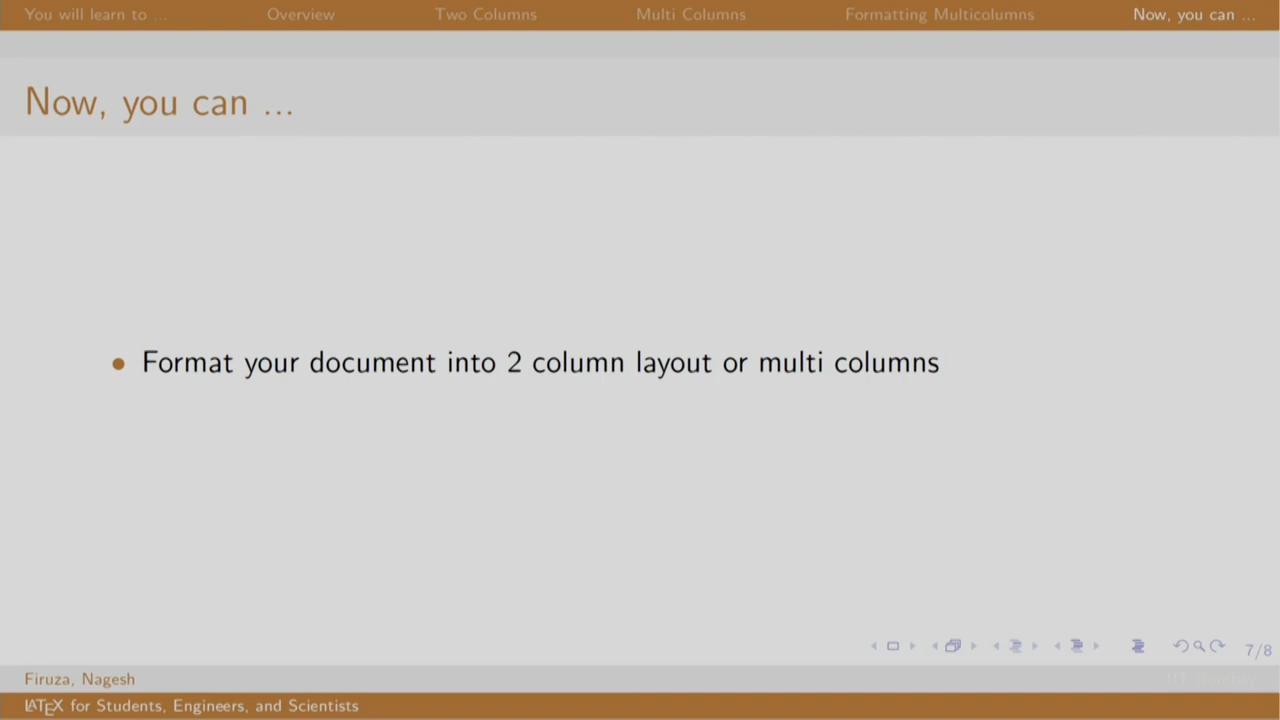 You will learn to ... Overview Two Columns Multi Columns Formatting Multicolumns Now, you can ...
Now, you can ...
• Format your document into 2 column layout or multi columns
7/8
Firuza, Nagesh
LATEX for Students, Engineers, and Scientists